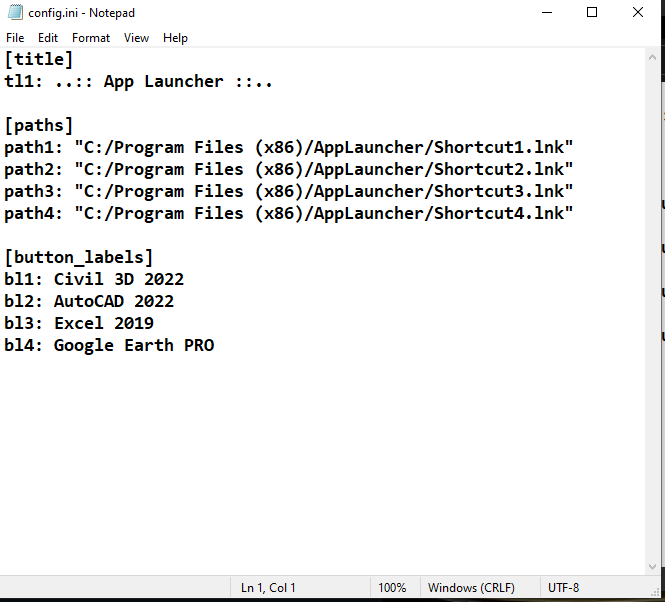 config.ini - Notepad
File Edit Format View Help
[title]
tl1: ..:: App Launcher ::..
[paths]
path1: "C:/Program Files (x86)/AppLauncher/Shortcut1.lnk"
path2: "C:/Program Files (x86)/AppLauncher/Shortcut2.lnk"
path3: "C:/Program Files (x86)/AppLauncher/Shortcut3.lnk"
path4: "C:/Program Files (x86)/AppLauncher/Shortcut4.lnk"
[button_labels]
bl1: Civil 3D 2022
bl2: AutoCAD 2022
bl3: Excel 2019
bl4: Google Earth PRO
Ln 1, Col 1 100% Windows (CRLF) UTF-8